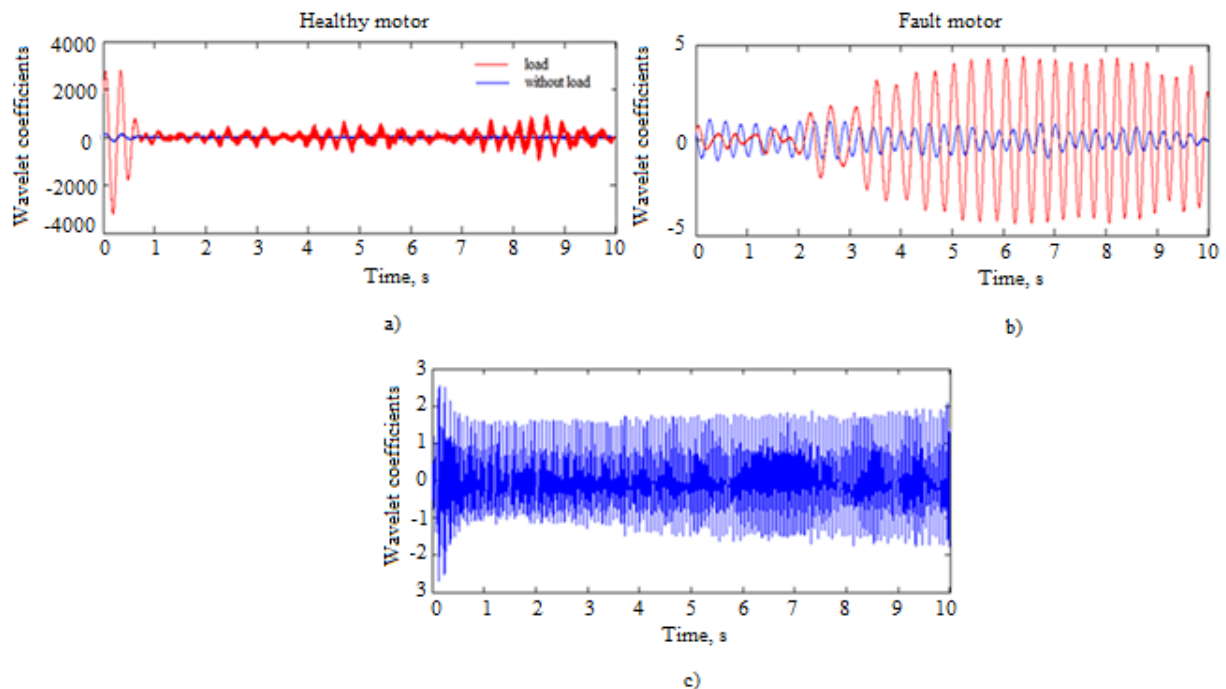 Healthy motor
Wavelet coefficients
4000
2000
0
-2000
-4000
load
without load
0 1 2 3 4 5 6 7 8 9 10
Time, s
a)
Fault motor
Wavelet coefficients
5
0
-5
0 1 2 3 4 5 6 7 8 9 10
Time, s
b)
Wavelet coefficients
3
2
1
0
-1
-2
3
0 1 2 3 4 5 6 7 8 9 10
Time, s
c)